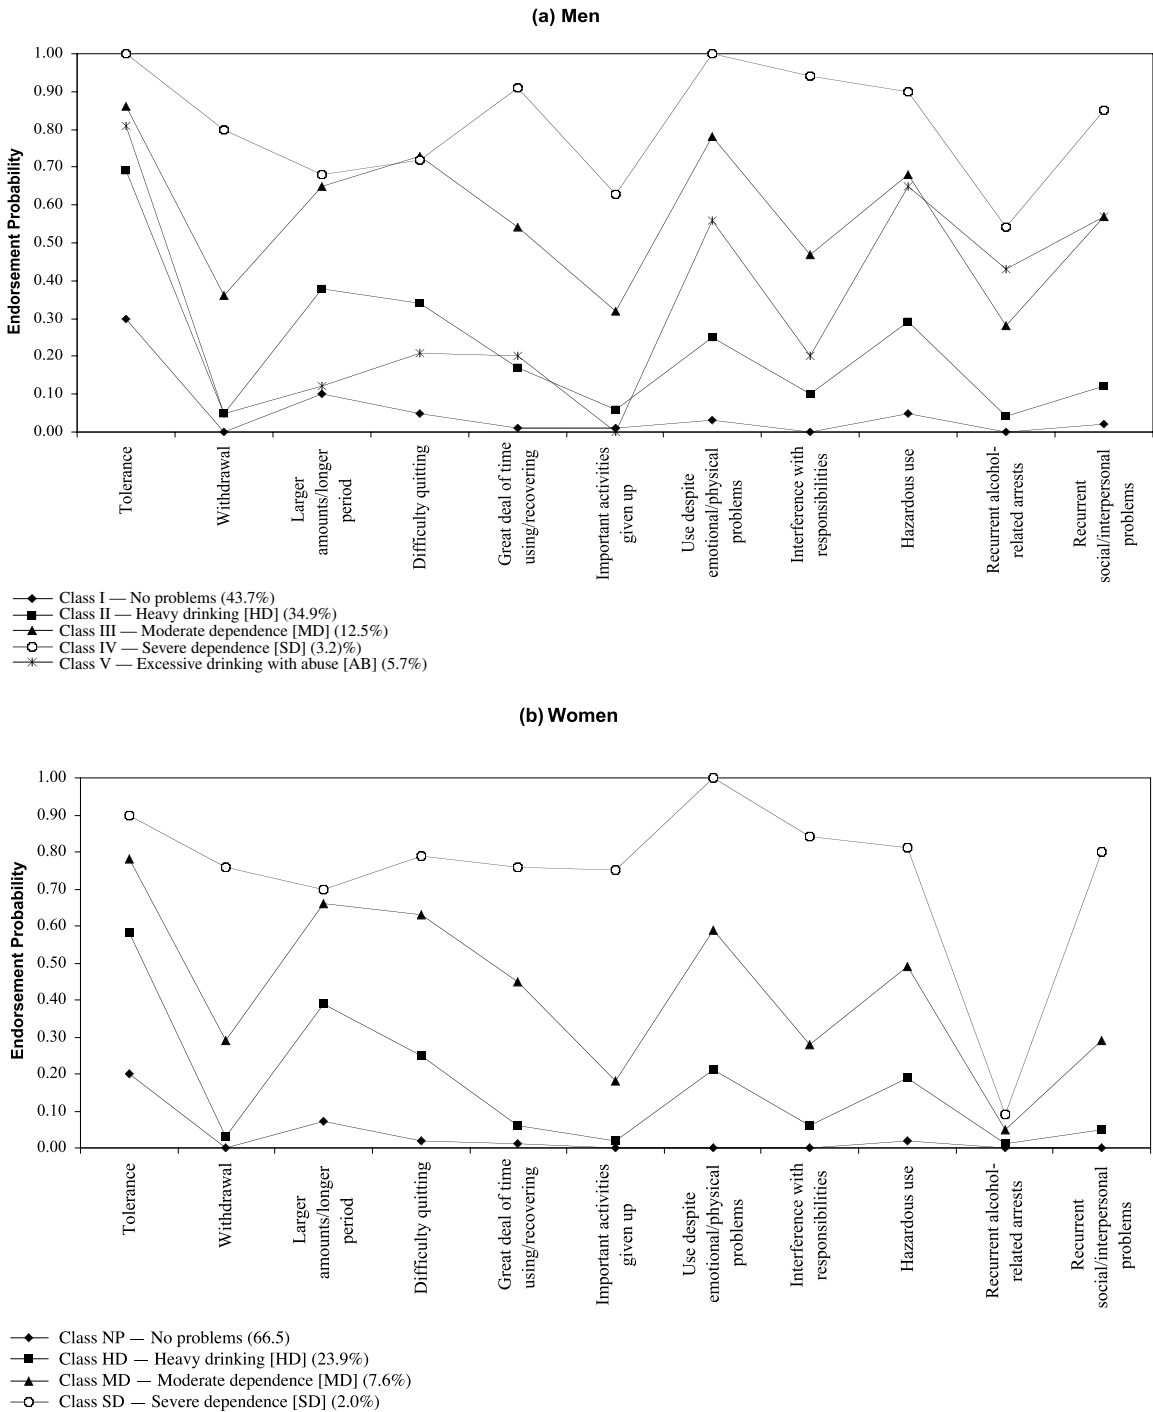 (a) Men
Endorsement Probability
1.00
0.90
0.80
0.70
0.60
0.50
0.40
0.30
0.20
0.10
0.00
Tolerance
Withdrawal
Larger
amounts/longer
period
Difficulty quitting
Great deal of time
using/recovering
Important activities
given up
Use despite
emotional/physical
problems
Interference with
responsibilities
Hazardous use
Recurrent alcohol-
related arrests
Recurrent
social/interpersonal
problems
Class I — No problems (43.7%)
Class II — Heavy drinking [HD] (34.9%)
Class III — Moderate dependence [MD] (12.5%)
Class IV — Severe dependence [SD] (3.2)%
Class V — Excessive drinking with abuse [AB] (5.7%)
(b) Women
Endorsement Probability
1.00
0.90
0.80
0.70
0.60
0.50
0.40
0.30
0.20
0.10
0.00
Tolerance
Withdrawal
Larger
amounts/longer
period
Difficulty quitting
Great deal of time
using/recovering
Important activities
given up
Use despite
emotional/physical
problems
Interference with
responsibilities
Hazardous use
Recurrent alcohol-
related arrests
Recurrent
social/interpersonal
problems
Class NP — No problems (66.5)
Class HD — Heavy drinking [HD] (23.9%)
Class MD — Moderate dependence [MD] (7.6%)
Class SD — Severe dependence [SD] (2.0%)